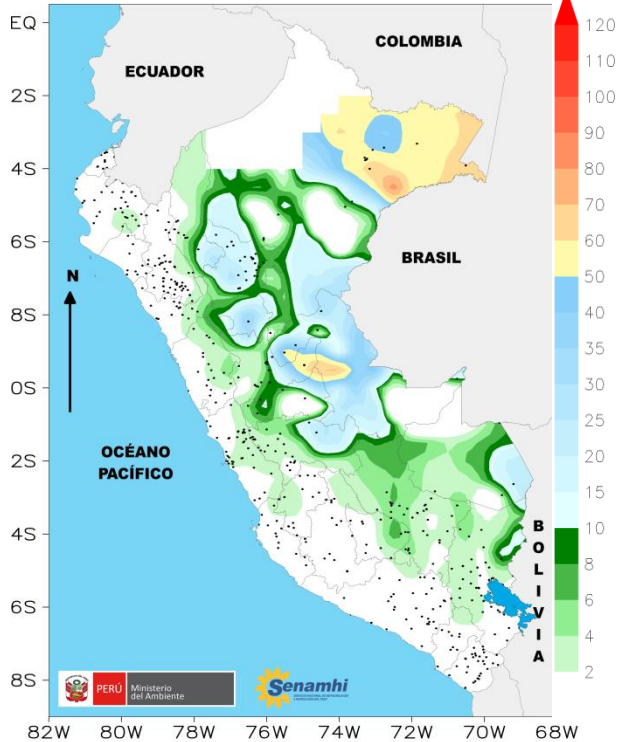 EQ
2S
4S
6S
8S
0S
2S
4S
6S
8S
82W
80W
78W
76W
74W
72W
70W
68W
COLOMBIA
ECUADOR
BRASIL
N
OCÉANO
PACÍFICO
BOLIVIA
120
100
90
80
70
60
50
40
35
30
25
20
15
10
8
6
4
2
PERÚ
Ministerio
del Ambiente
Senamhi